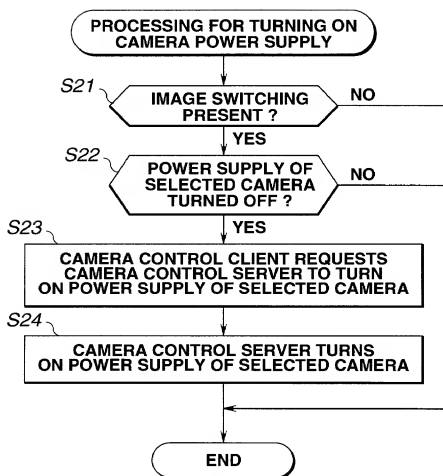 PROCESSING FOR TURNING ON
CAMERA POWER SUPPLY
S21
IMAGE SWITCHING
PRESENT ?
NO
YES
S22
POWER SUPPLY OF
SELECTED CAMERA
TURNED OFF ?
NO
YES
S23
CAMERA CONTROL CLIENT REQUESTS
CAMERA CONTROL SERVER TO TURN
ON POWER SUPPLY OF SELECTED CAMERA
S24
CAMERA CONTROL SERVER TURNS
ON POWER SUPPLY OF SELECTED CAMERA
END